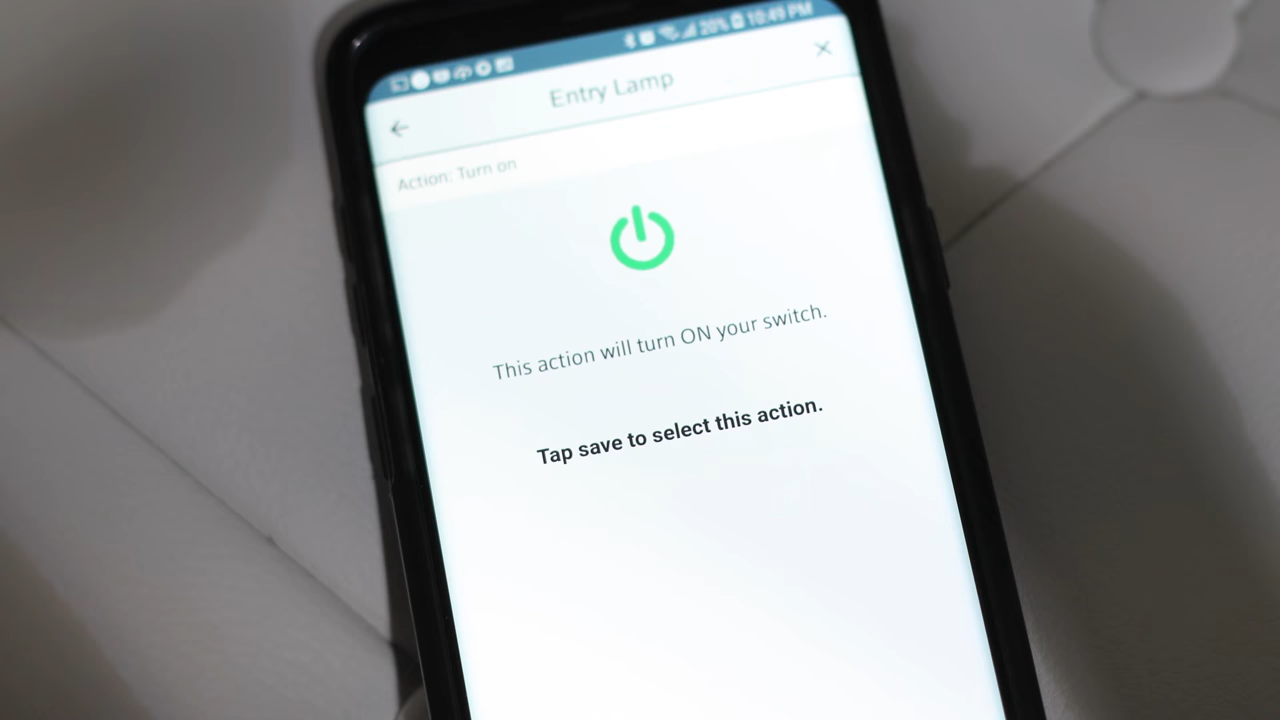 20% 10:49 PM
Entry Lamp
Action: Turn on
This action will turn ON your switch.
Tap save to select this action.